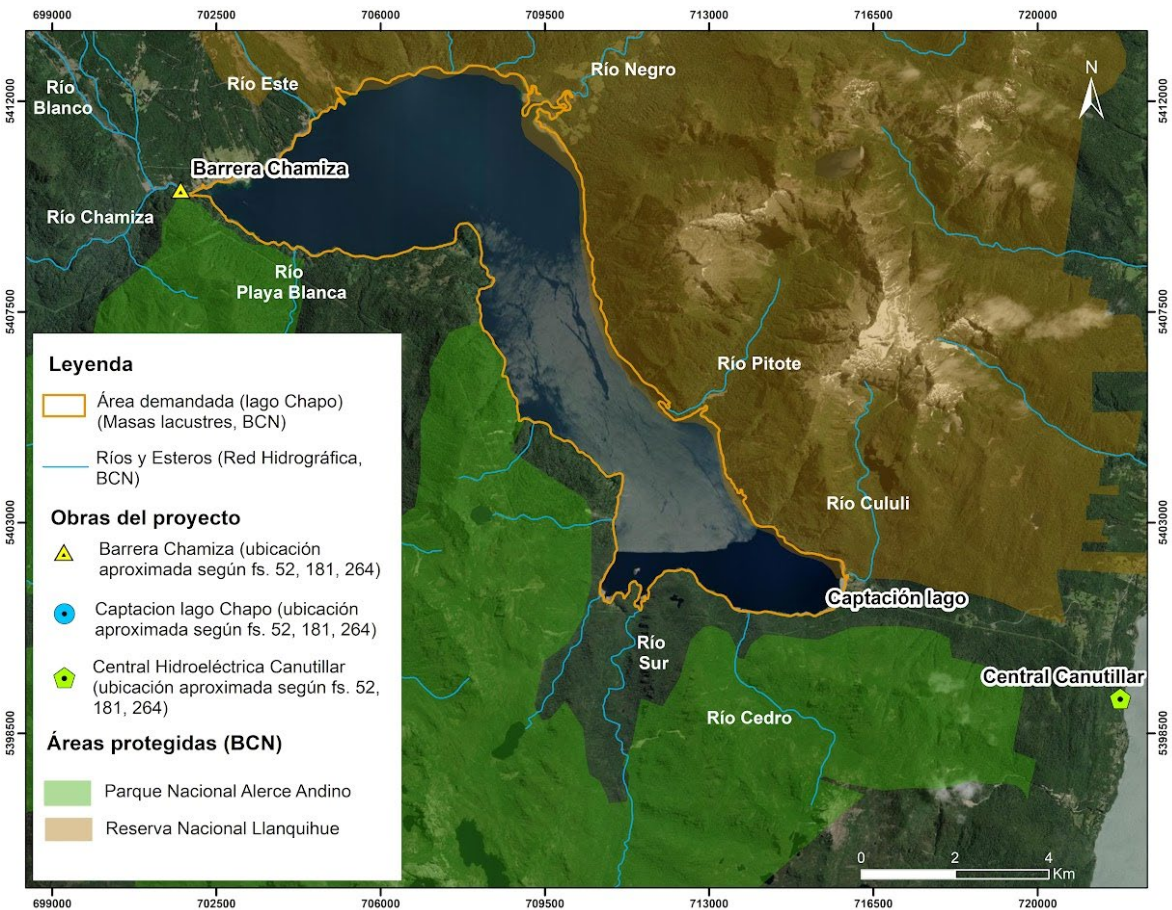 699000 702500 706000 709500 713000 716500 720000
5412000
5412000
Río
Blanco
Río Este
Río Negro
N
Barrera Chamiza
Río Chamiza
Río
Playa Blanca
5407500
5407500
Río Pitote
Río Cululi
5403000
5403000
Captación lago
Río
Sur
Central Canutillar
Río Cedro
5398500
5398500
Leyenda
Área demandada (lago Chapo)
(Masas lacustres, BCN)
Ríos y Esteros (Red Hidrográfica,
BCN)
Obras del proyecto
Barrera Chamiza (ubicación
aproximada según fs. 52, 181, 264)
Captacion lago Chapo (ubicación
aproximada según fs. 52, 181, 264)
Central Hidroeléctrica Canutillar
(ubicación aproximada según fs. 52,
181, 264)
Áreas protegidas (BCN)
Parque Nacional Alerce Andino
Reserva Nacional Llanquihue
0 2 4
Km
699000 702500 706000 709500 713000 716500 720000